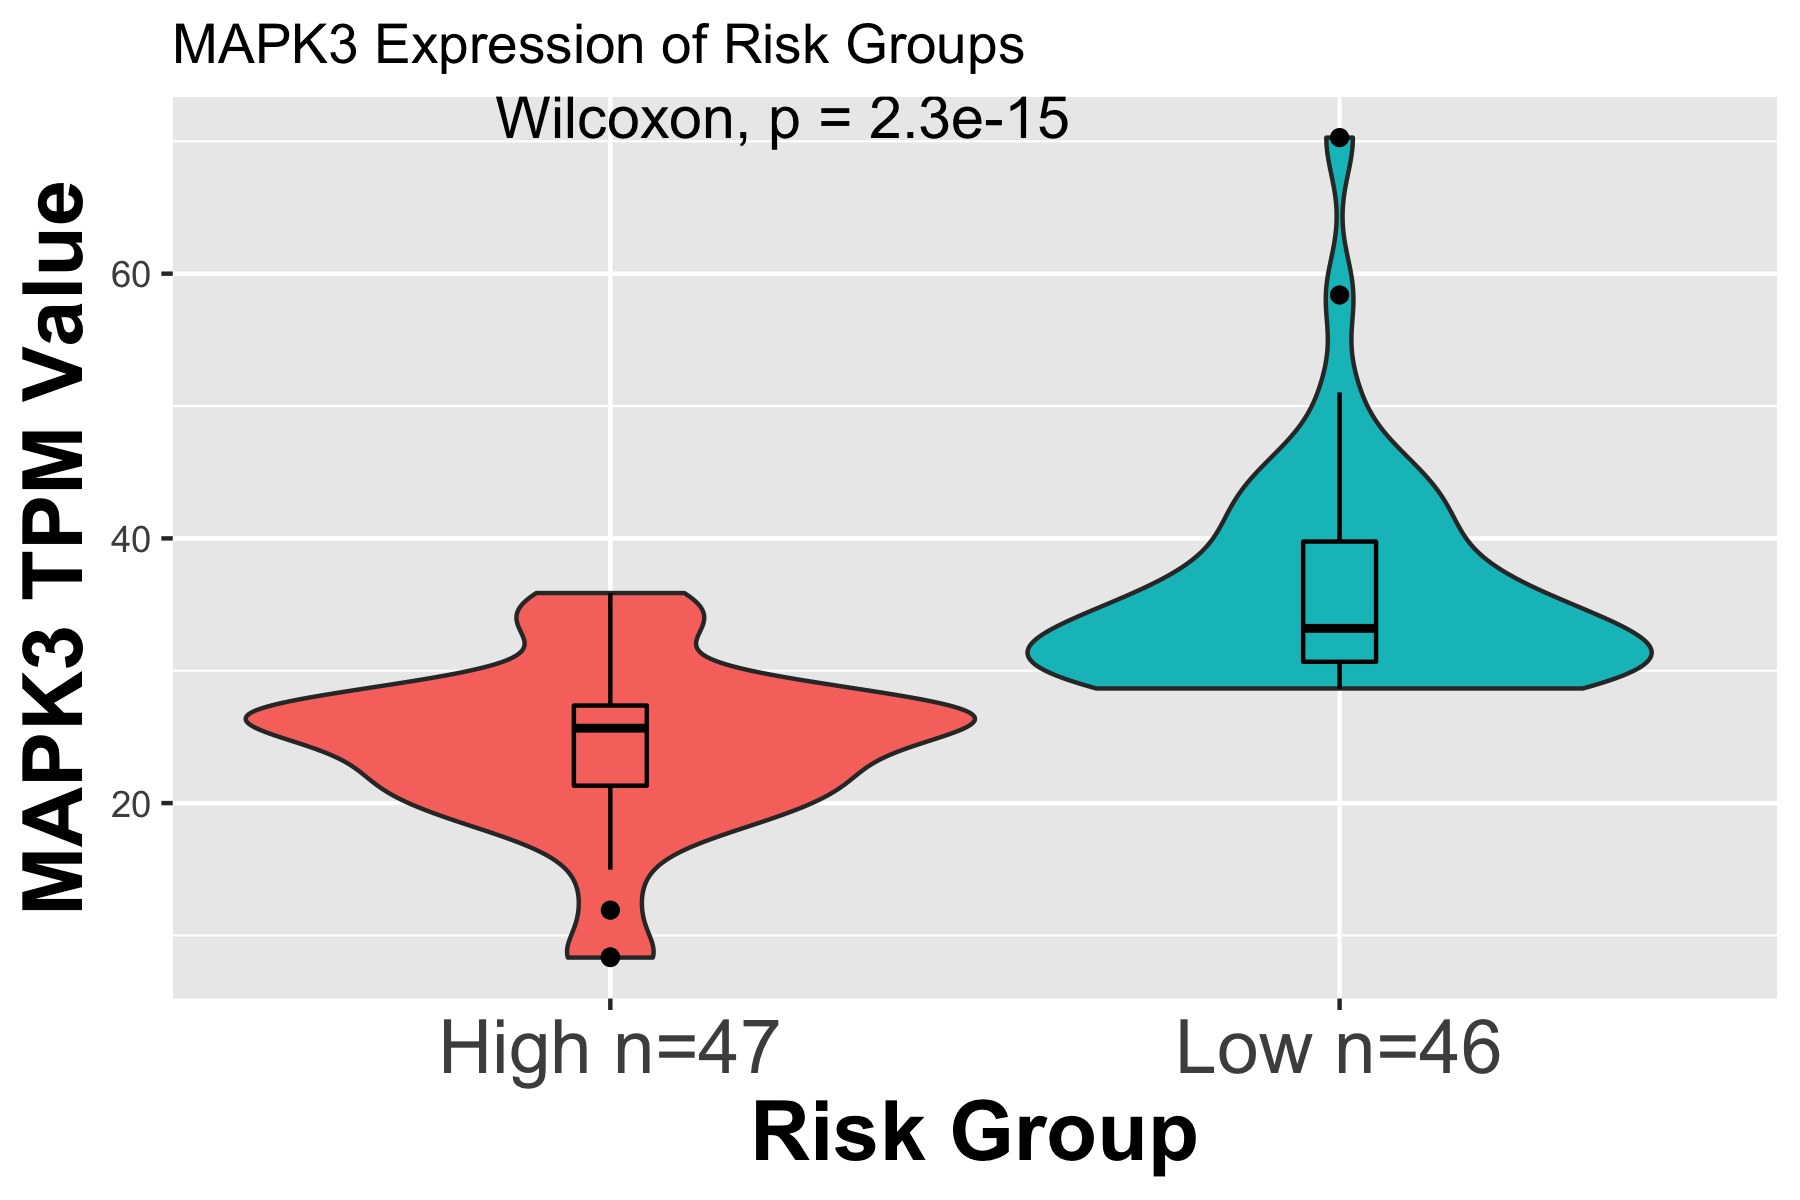 MAPK3 Expression of Risk Groups
Wilcoxon, p = 2.3e-15
MAPK3 TPM Value
60
40
20
High n=47
Low n=46
Risk Group